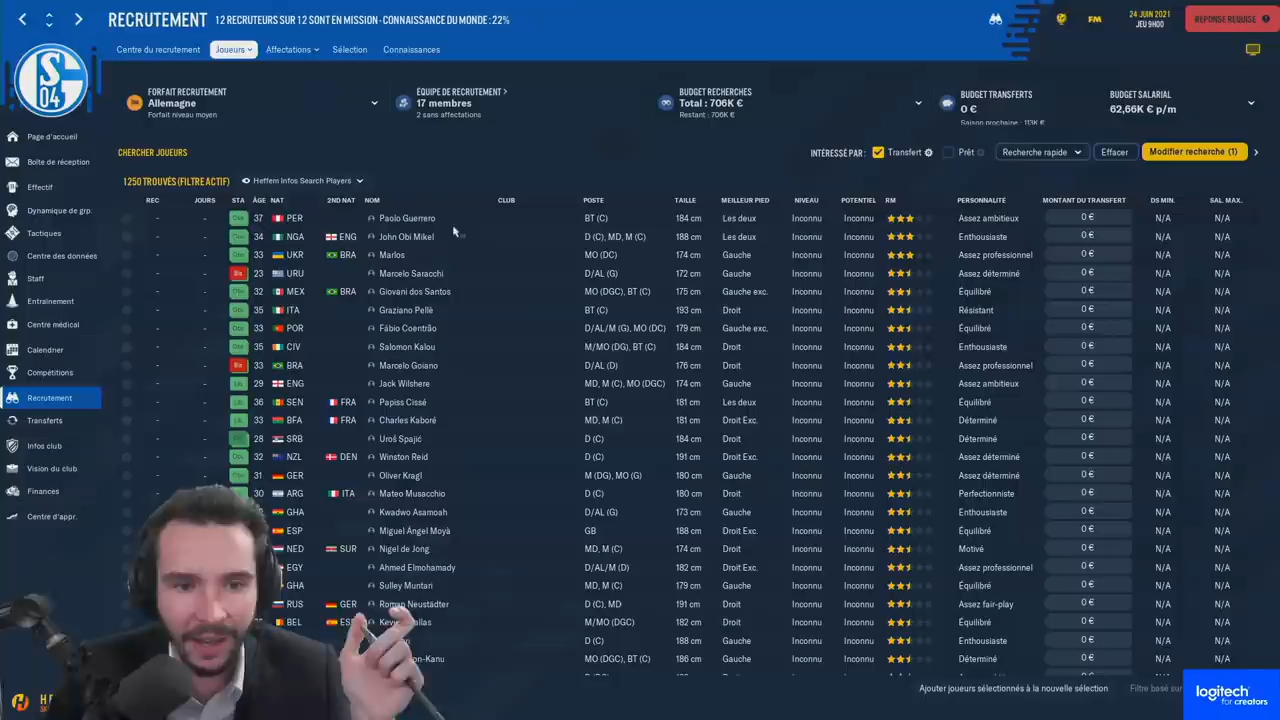 RECRUTEMENT 12 RECRUTEURS SUR 12 SONT EN MISSION - CONNAISSANCE DU MONDE : 22%
FM 24 JUIN 2021 JEU 9H00 RÉPONSE REQUISE
Centre du recrutement Joueurs Affectations Sélection Connaissances
FORFAIT RECRUTEMENT ÉQUIPE DE RECRUTEMENT > BUDGET RECHERCHES BUDGET TRANSFERTS BUDGET SALARIAL
Allemagne 17 membres Total : 706K € 0 € 62,66K € p/m
Forfait niveau moyen 2 sans affectations Restant : 706K € Saison prochaine : 113K €
CHERCHER JOUEURS INTÉRESSÉ PAR : Transfert Prêt Recherche rapide Effacer Modifier recherche (1)
1250 TROUVÉS (FILTRE ACTIF) Heffem Infos Search Players
REC JOURS STA ÂGE NAT 2ND NAT NOM CLUB POSTE TAILLE MEILLEUR PIED NIVEAU POTENTIEL RM PERSONNALITÉ MONTANT DU TRANSFERT DS MIN. SAL. MAX.
- - 37 PER Paolo Guerrero BT (C) 184 cm Les deux Inconnu Inconnu Assez ambitieux 0 € N/A N/A
- - 34 NGA ENG John Obi Mikel D (C), MD, M (C) 188 cm Les deux Inconnu Inconnu Enthousiaste 0 € N/A N/A
- - 33 UKR BRA Marlos MO (DC) 174 cm Gauche Inconnu Inconnu Assez professionnel 0 € N/A N/A
- - Bls 23 URU Marcelo Saracchi D/AL (G) 172 cm Gauche Inconnu Inconnu Assez déterminé 0 € N/A N/A
- - 32 MEX BRA Giovani dos Santos MO (DGC), BT (C) 175 cm Gauche exc. Inconnu Inconnu Équilibré 0 € N/A N/A
- - 35 ITA Graziano Pellè BT (C) 193 cm Droit Inconnu Inconnu Résistant 0 € N/A N/A
- - 33 POR Fábio Coentrão D/AL/M (G), MO (DC) 179 cm Gauche exc. Inconnu Inconnu Équilibré 0 € N/A N/A
- - 35 CIV Salomon Kalou M/MO (DG), BT (C) 184 cm Droit Inconnu Inconnu Enthousiaste 0 € N/A N/A
- - Bls 33 BRA Marcelo Goiano D/AL (D) 176 cm Droit Inconnu Inconnu Assez professionnel 0 € N/A N/A
- - Lib 29 ENG Jack Wilshere MD, M (C), MO (DGC) 174 cm Gauche Inconnu Inconnu Assez ambitieux 0 € N/A N/A
- - Lib 36 SEN FRA Papiss Cissé BT (C) 181 cm Les deux Inconnu Inconnu Équilibré 0 € N/A N/A
- - Lib 33 BFA FRA Charles Kaboré MD, M (C) 181 cm Droit Exc. Inconnu Inconnu Déterminé 0 € N/A N/A
- - 28 SRB Uroš Spajić D (C) 184 cm Droit Inconnu Inconnu Déterminé 0 € N/A N/A
- - 32 NZL DEN Winston Reid D (C) 191 cm Droit Exc. Inconnu Inconnu Assez déterminé 0 € N/A N/A
- - 31 GER Oliver Kragl M (DG), MO (G) 180 cm Gauche Inconnu Inconnu Assez déterminé 0 € N/A N/A
30 ARG ITA Mateo Musacchio D (C) 180 cm Droit Inconnu Inconnu Perfectionniste 0 € N/A N/A
GHA Kwadwo Asamoah D/AL (G) 173 cm Gauche Inconnu Inconnu Enthousiaste 0 € N/A N/A
ESP Miguel Ángel Moyà GB 188 cm Droit Exc. Inconnu Inconnu Équilibré 0 € N/A N/A
NED SUR Nigel de Jong MD, M (C) 174 cm Droit Inconnu Inconnu Motivé 0 € N/A N/A
EGY Ahmed Elmohamady D/AL/M (D) 182 cm Droit Exc. Inconnu Inconnu Assez professionnel 0 € N/A N/A
GHA Sulley Muntari MD, M (C) 179 cm Gauche Inconnu Inconnu Équilibré 0 € N/A N/A
RUS GER Roman Neustädter D (C), MD 191 cm Droit Inconnu Inconnu Assez fair-play 0 € N/A N/A
BEL M/MO (DGC) 182 cm Droit Inconnu Inconnu Équilibré 0 € N/A N/A
D (C) 188 cm Gauche Inconnu Inconnu Enthousiaste 0 € N/A N/A
-Kanu MO (DGC), BT (C) 186 cm Gauche Inconnu Inconnu Déterminé 0 € N/A N/A
Ajouter joueurs sélectionnés à la nouvelle sélection Filtre basé sur
S 04
Page d'accueil
Boîte de réception
Effectif
Dynamique de grp.
Tactiques
Centre des données
Staff
Entraînement
Centre médical
Calendrier
Compétitions
Recrutement
Transferts
Infos club
Vision du club
Finances
Centre d'appr.
logitech
for creators